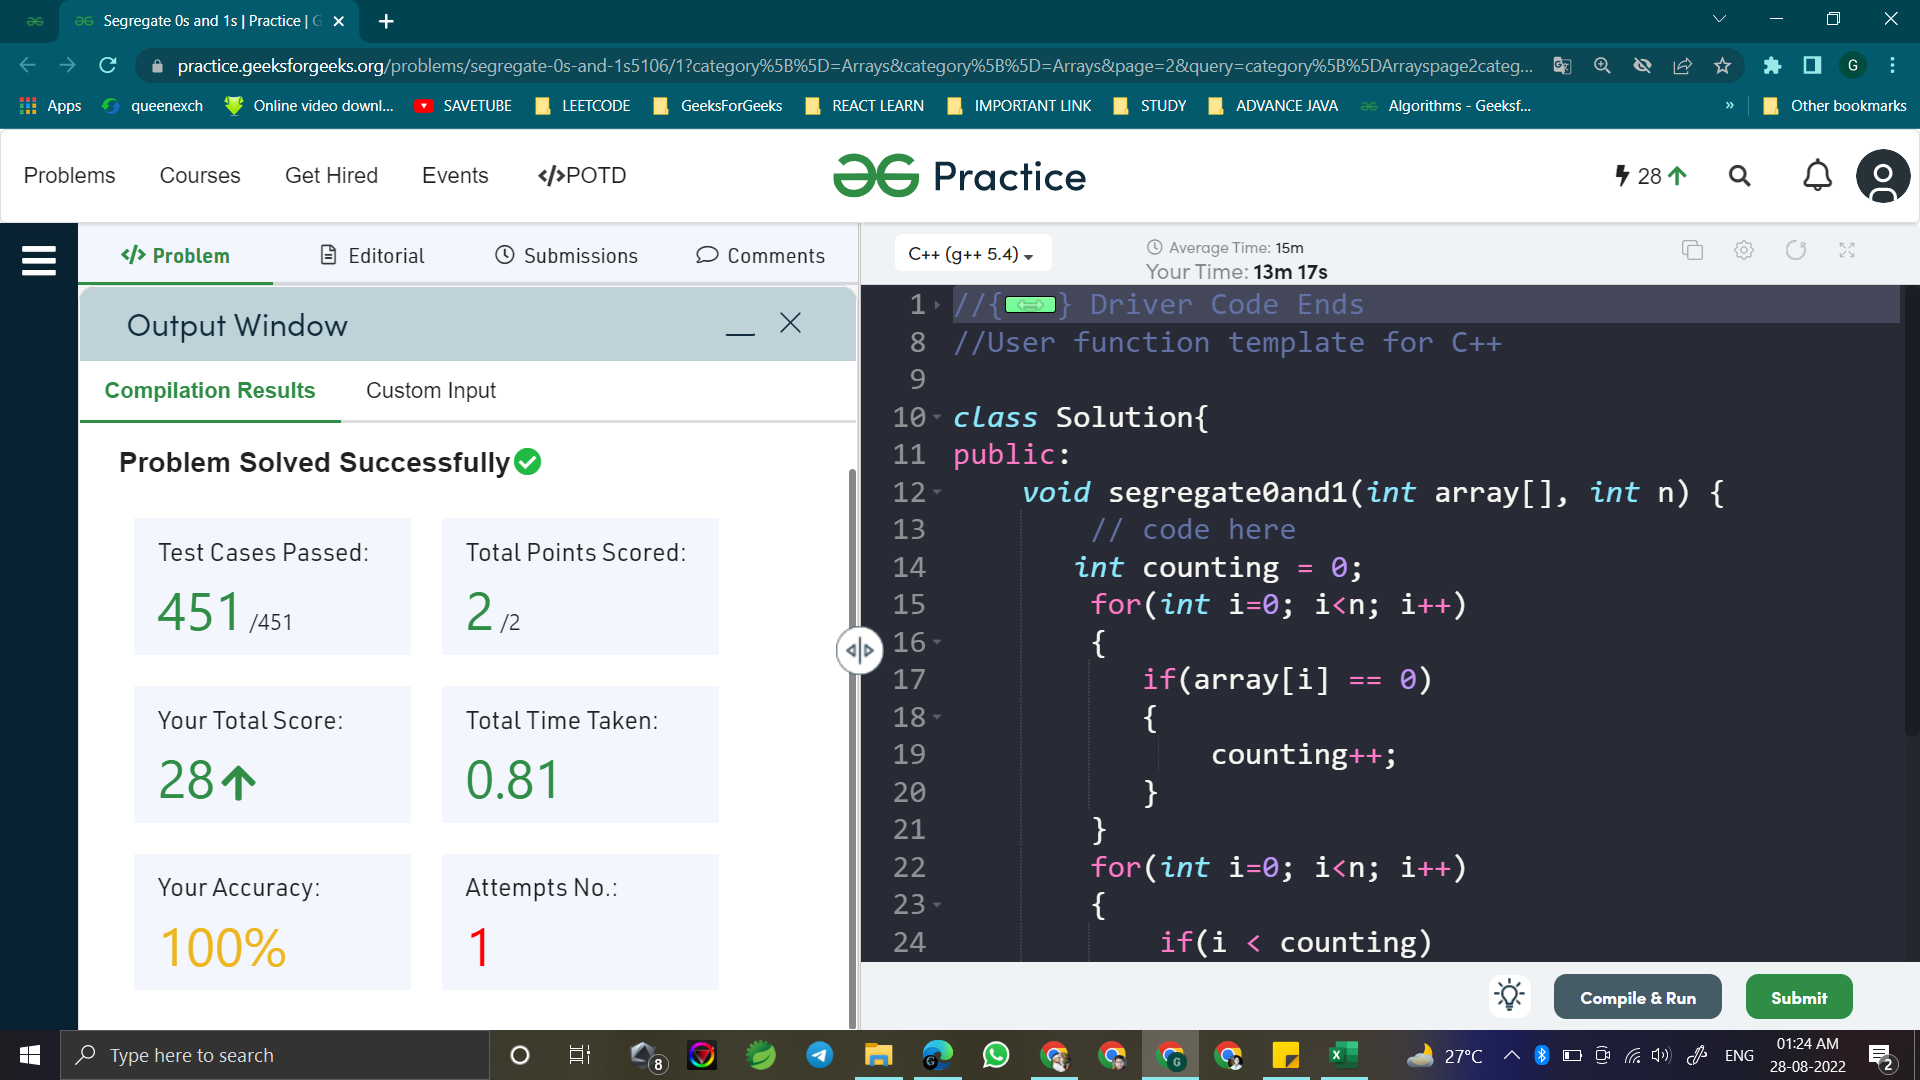 Segregate 0s and 1s | Practice | G
practice.geeksforgeeks.org/problems/segregate-0s-and-1s5106/1?category%5B%5D=Arrays&category%5B%5D=Arrays&page=2&query=category%5B%5DArrayspage2categ...
G
Apps queenexch Online video downl... SAVETUBE LEETCODE GeeksForGeeks REACT LEARN IMPORTANT LINK STUDY ADVANCE JAVA Algorithms - Geeksf... » Other bookmarks
Problems Courses Get Hired Events </>POTD Practice 28
</> Problem Editorial Submissions Comments
C++ (g++ 5.4) Average Time: 15m
Your Time: 13m 17s
Output Window
Compilation Results Custom Input
Problem Solved Successfully
Test Cases Passed: Total Points Scored:
451 /451 2 /2
Your Total Score: Total Time Taken:
28 0.81
Your Accuracy: Attempts No.:
100% 1
1 //{ } Driver Code Ends
8 //User function template for C++
9
10 class Solution{
11 public:
12 void segregate0and1(int array[], int n) {
13 // code here
14 int counting = 0;
15 for(int i=0; i<n; i++)
16 {
17 if(array[i] == 0)
18 {
19 counting++;
20 }
21 }
22 for(int i=0; i<n; i++)
23 {
24 if(i < counting)
Compile & Run Submit
Type here to search 8 G 27°C ENG 01:24 AM
28-08-2022 2